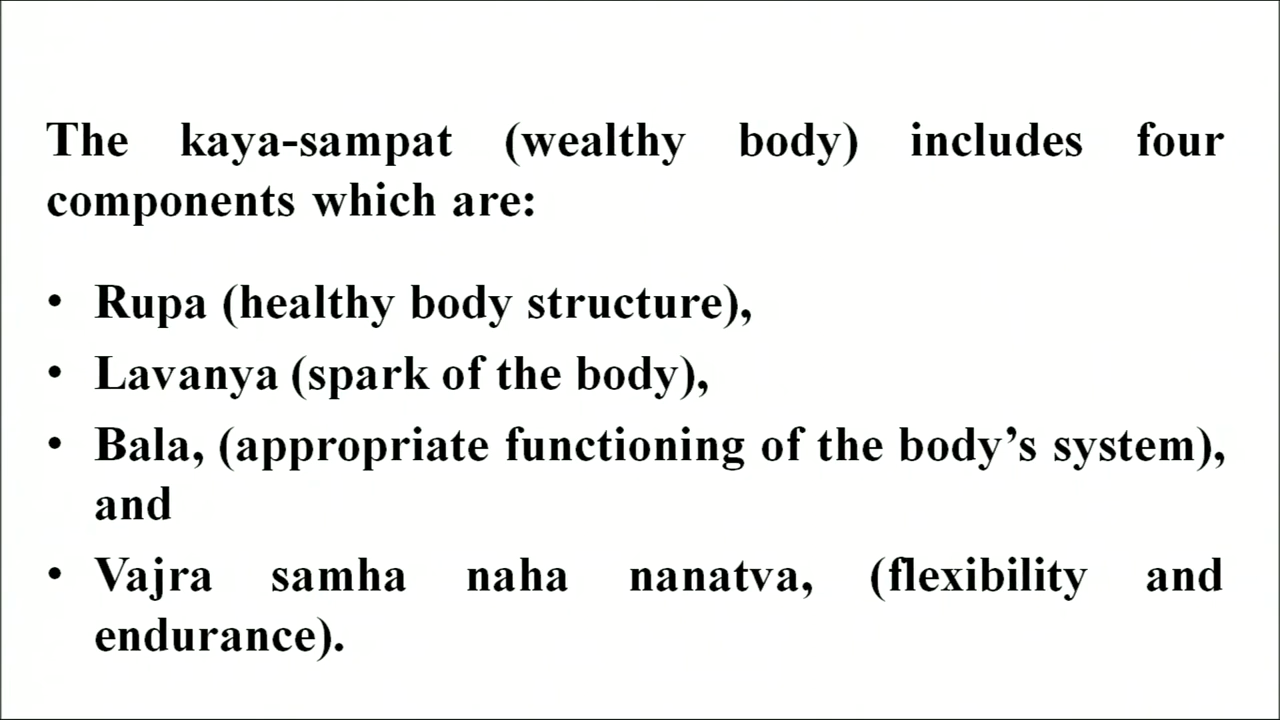 The kaya-sampat (wealthy body) includes four
components which are:
• Rupa (healthy body structure),
• Lavanya (spark of the body),
• Bala, (appropriate functioning of the body’s system),
and
• Vajra samha naha nanatva, (flexibility and
endurance).